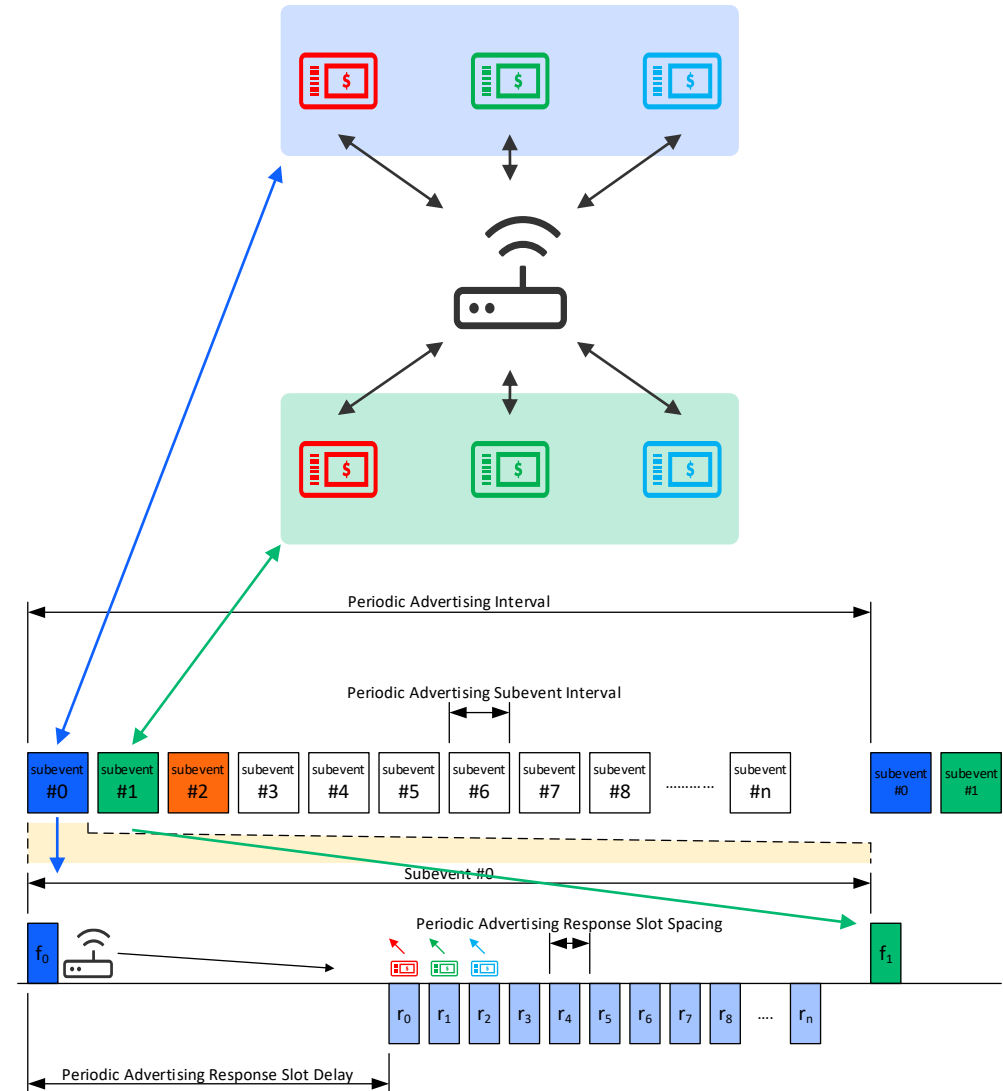 $ $ $
$ $ $
Periodic Advertising Interval
Periodic Advertising Subevent Interval
subevent #0
subevent #1
subevent #2
subevent #3
subevent #4
subevent #5
subevent #6
subevent #7
subevent #8
............
subevent #n
subevent #0
subevent #1
Subevent #0
Periodic Advertising Response Slot Spacing
f₀
$ $ $
f₁
r₀ r₁ r₂ r₃ r₄ r₅ r₆ r₇ r₈ .... rₙ
Periodic Advertising Response Slot Delay